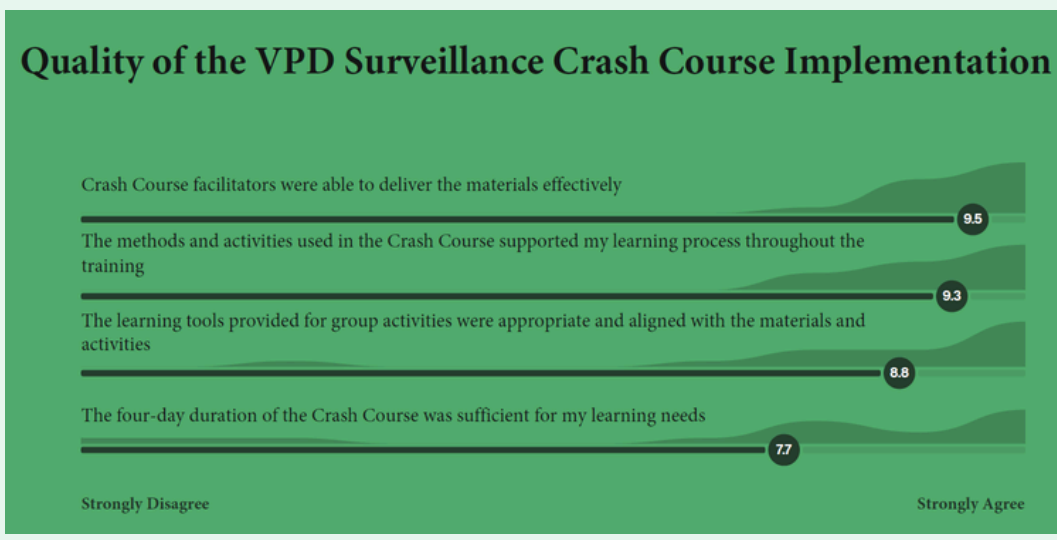 Quality of the VPD Surveillance Crash Course Implementation
Crash Course facilitators were able to deliver the materials effectively
9.5
The methods and activities used in the Crash Course supported my learning process throughout the
training
9.3
The learning tools provided for group activities were appropriate and aligned with the materials and
activities
8.8
The four-day duration of the Crash Course was sufficient for my learning needs
7.7
Strongly Disagree
Strongly Agree